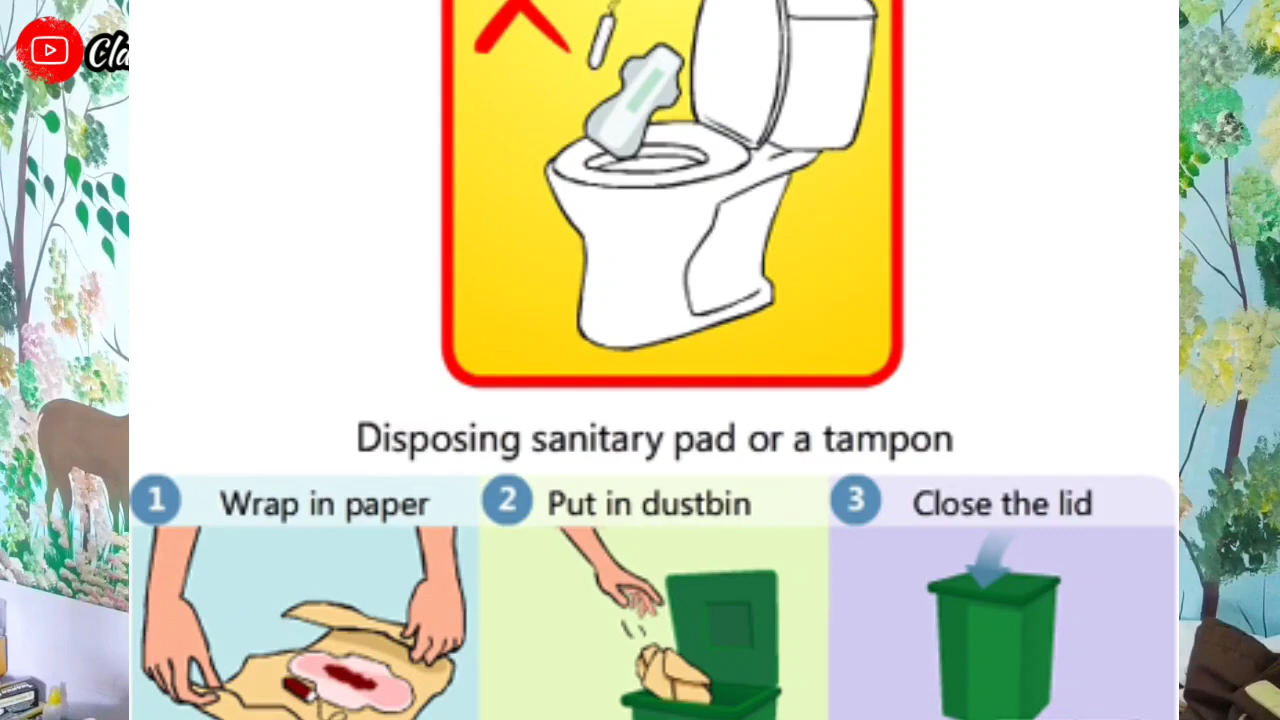 Disposing sanitary pad or a tampon
1 Wrap in paper
2 Put in dustbin
3 Close the lid